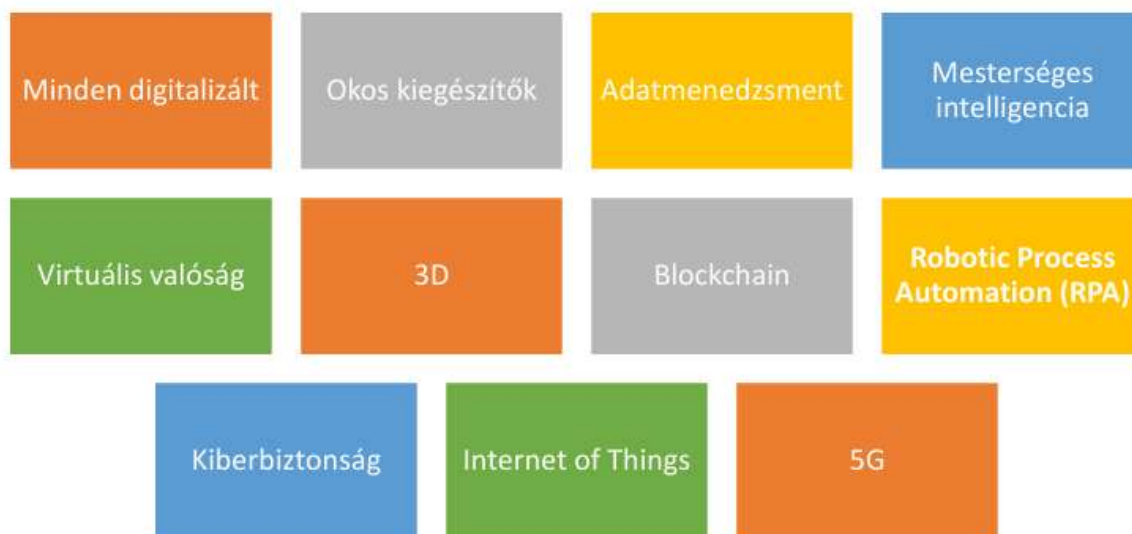 Minden digitalizált
Okos kiegészítők
Adatmenedzsment
Mesterséges
intelligencia
Virtuális valóság
3D
Blockchain
Robotic Process
Automation (RPA)
Kiberbiztonság
Internet of Things
5G